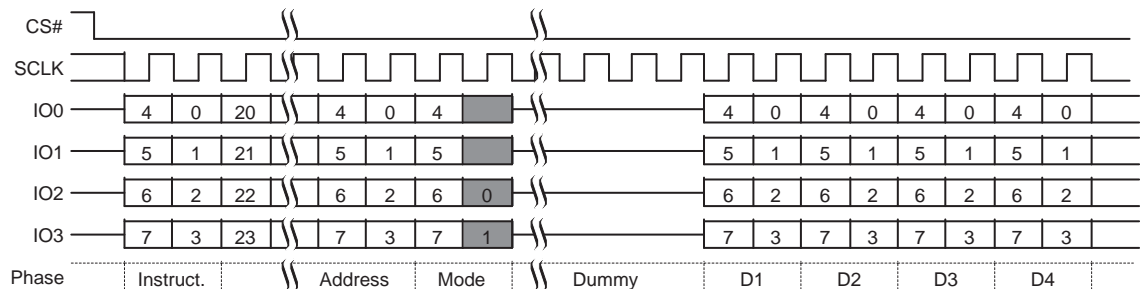 CS#
SCLK
IO0 4 0 20 4 0 4 4 0 4 0 4 0 4 0
IO1 5 1 21 5 1 5 5 1 5 1 5 1 5 1
IO2 6 2 22 6 2 6 0 6 2 6 2 6 2 6 2
IO3 7 3 23 7 3 7 1 7 3 7 3 7 3 7 3
Phase Instruct. Address Mode Dummy D1 D2 D3 D4